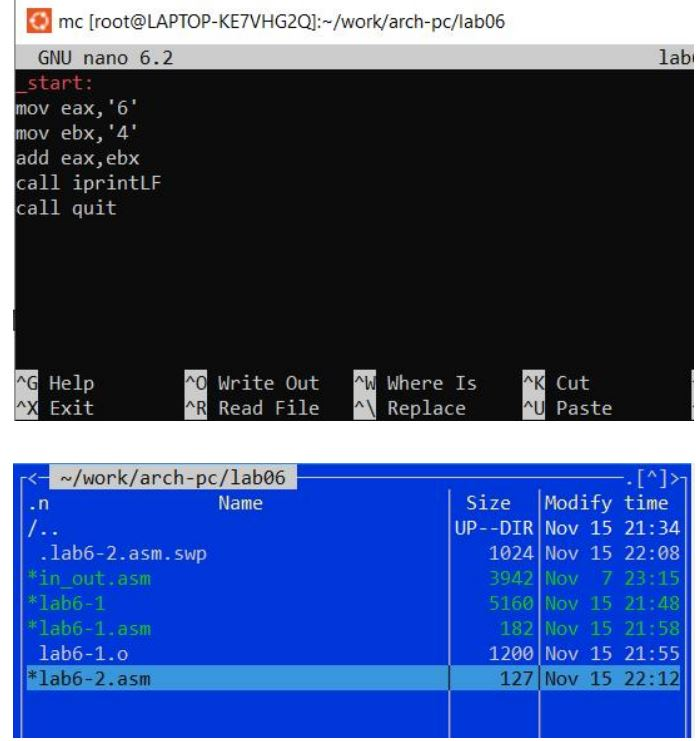 mc [root@LAPTOP-KE7VHG2Q]:~/work/arch-pc/lab06
GNU nano 6.2 lab
_start:
mov eax,'6'
mov ebx,'4'
add eax,ebx
call iprintLF
call quit
^G Help ^O Write Out ^W Where Is ^K Cut
^X Exit ^R Read File ^\ Replace ^U Paste
<— ~/work/arch-pc/lab06 .[^]>
.n Name Size Modify time
/.. UP--DIR Nov 15 21:34
.lab6-2.asm.swp 1024 Nov 15 22:08
*in_out.asm 3942 Nov 7 23:15
*lab6-1 5160 Nov 15 21:48
*lab6-1.asm 182 Nov 15 21:58
lab6-1.o 1200 Nov 15 21:55
*lab6-2.asm 127 Nov 15 22:12